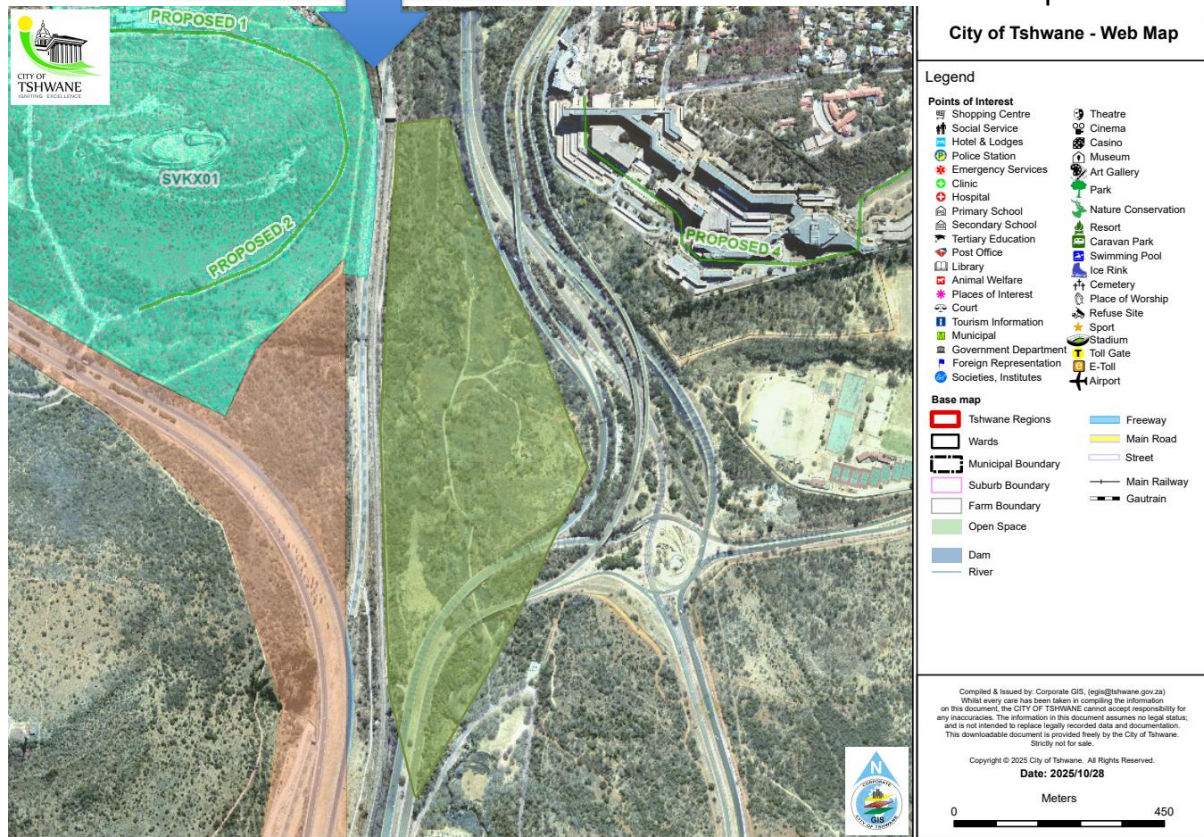 CITY OF
TSHWANE
IGNITING EXCELLENCE
PROPOSED 1
SVKX01
PROPOSED 2
PROPOSED 4
N
CORPORATE
GIS
CITY OF TSHWANE
City of Tshwane - Web Map
Legend
Points of Interest
Shopping Centre
Social Service
Hotel & Lodges
Police Station
Emergency Services
Clinic
Hospital
Primary School
Secondary School
Tertiary Education
Post Office
Library
Animal Welfare
Places of Interest
Court
Tourism Information
Municipal
Government Department
Foreign Representation
Societies, Institutes
Theatre
Cinema
Casino
Museum
Art Gallery
Park
Nature Conservation
Resort
Caravan Park
Swimming Pool
Ice Rink
Cemetery
Place of Worship
Refuse Site
Sport
Stadium
Toll Gate
E-Toll
Airport
Base map
Tshwane Regions
Wards
Municipal Boundary
Suburb Boundary
Farm Boundary
Open Space
Dam
River
Freeway
Main Road
Street
Main Railway
Gautrain
Compiled & Issued by: Corporate GIS, (egis@tshwane.gov.za)
Whilst every care has been taken in compiling the information
on this document, the CITY OF TSHWANE cannot accept responsibility for
any inaccuracies. The information in this document assumes no legal status;
and is not intended to replace legally recorded data and documentation.
This downloadable document is provided freely by the City of Tshwane.
Strictly not for sale.
Copyright © 2025 City of Tshwane. All Rights Reserved.
Date: 2025/10/28
Meters
0 450